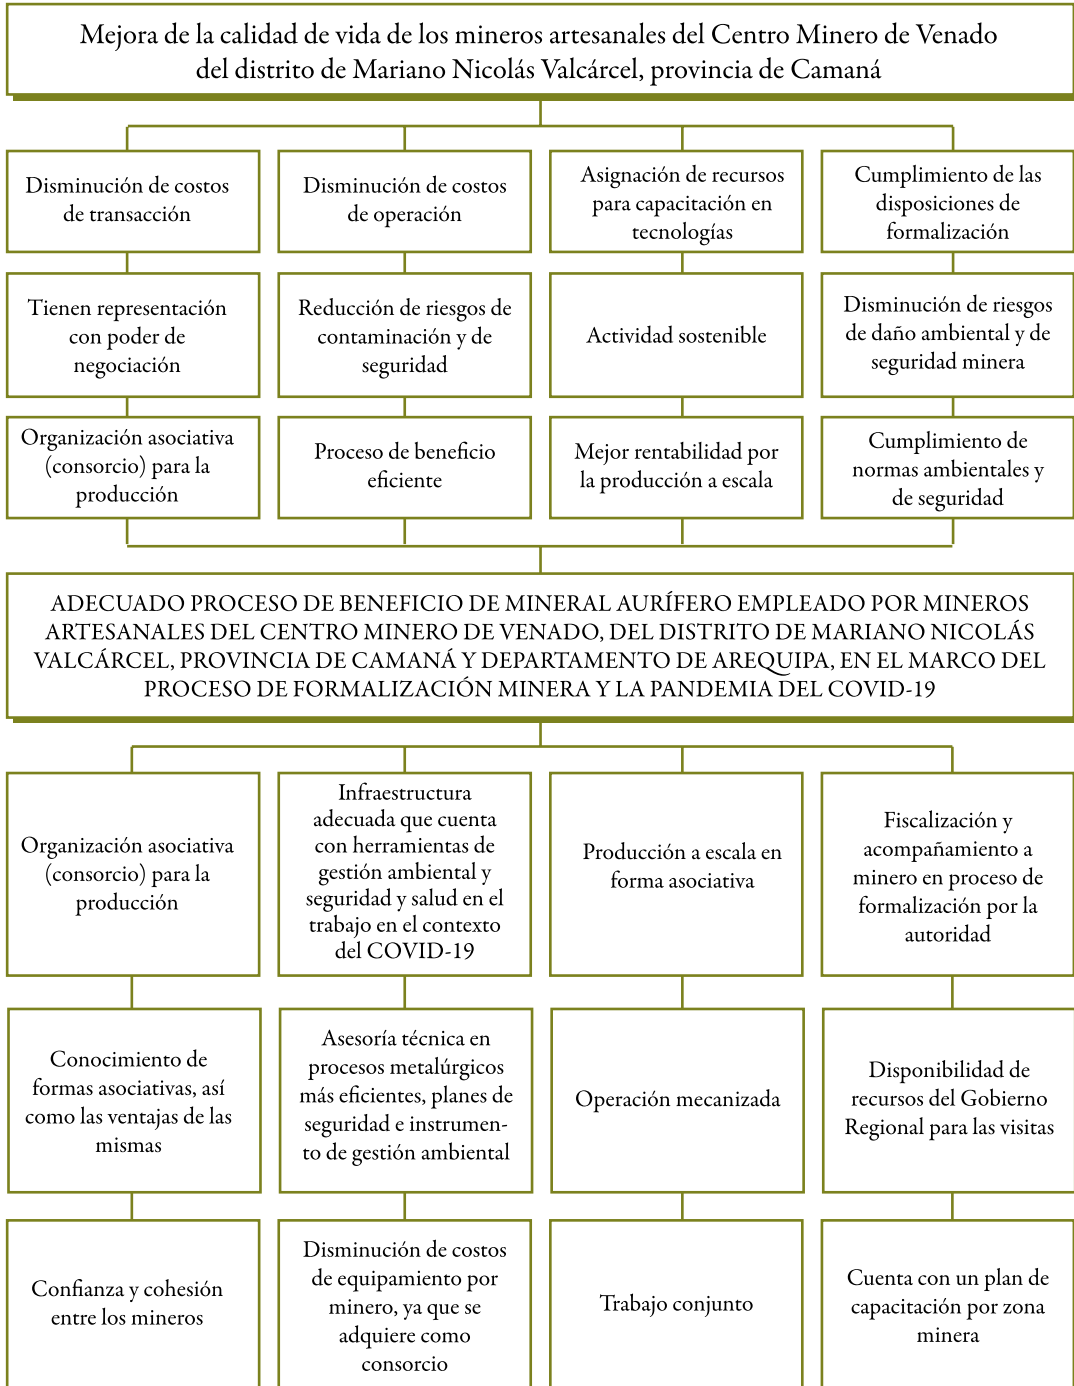 Mejora de la calidad de vida de los mineros artesanales del Centro Minero de Venado
del distrito de Mariano Nicolás Valcárcel, provincia de Camaná
Disminución de costos
de transacción
Disminución de costos
de operación
Asignación de recursos
para capacitación en
tecnologías
Cumplimiento de las
disposiciones de
formalización
Tienen representación
con poder de
negociación
Reducción de riesgos de
contaminación y de
seguridad
Actividad sostenible
Disminución de riesgos
de daño ambiental y de
seguridad minera
Organización asociativa
(consorcio) para la
producción
Proceso de beneficio
eficiente
Mejor rentabilidad por
la producción a escala
Cumplimiento de
normas ambientales y
de seguridad
ADECUADO PROCESO DE BENEFICIO DE MINERAL AURÍFERO EMPLEADO POR MINEROS
ARTESANALES DEL CENTRO MINERO DE VENADO, DEL DISTRITO DE MARIANO NICOLÁS
VALCÁRCEL, PROVINCIA DE CAMANÁ Y DEPARTAMENTO DE AREQUIPA, EN EL MARCO DEL
PROCESO DE FORMALIZACIÓN MINERA Y LA PANDEMIA DEL COVID-19
Organización asociativa
(consorcio) para la
producción
Infraestructura
adecuada que cuenta
con herramientas de
gestión ambiental y
seguridad y salud en el
trabajo en el contexto
del COVID-19
Producción a escala en
forma asociativa
Fiscalización y
acompañamiento a
minero en proceso de
formalización por la
autoridad
Conocimiento de
formas asociativas, así
como las ventajas de las
mismas
Asesoría técnica en
procesos metalúrgicos
más eficientes, planes de
seguridad e instrumen-
to de gestión ambiental
Operación mecanizada
Disponibilidad de
recursos del Gobierno
Regional para las visitas
Confianza y cohesión
entre los mineros
Disminución de costos
de equipamiento por
minero, ya que se
adquiere como
consorcio
Trabajo conjunto
Cuenta con un plan de
capacitación por zona
minera